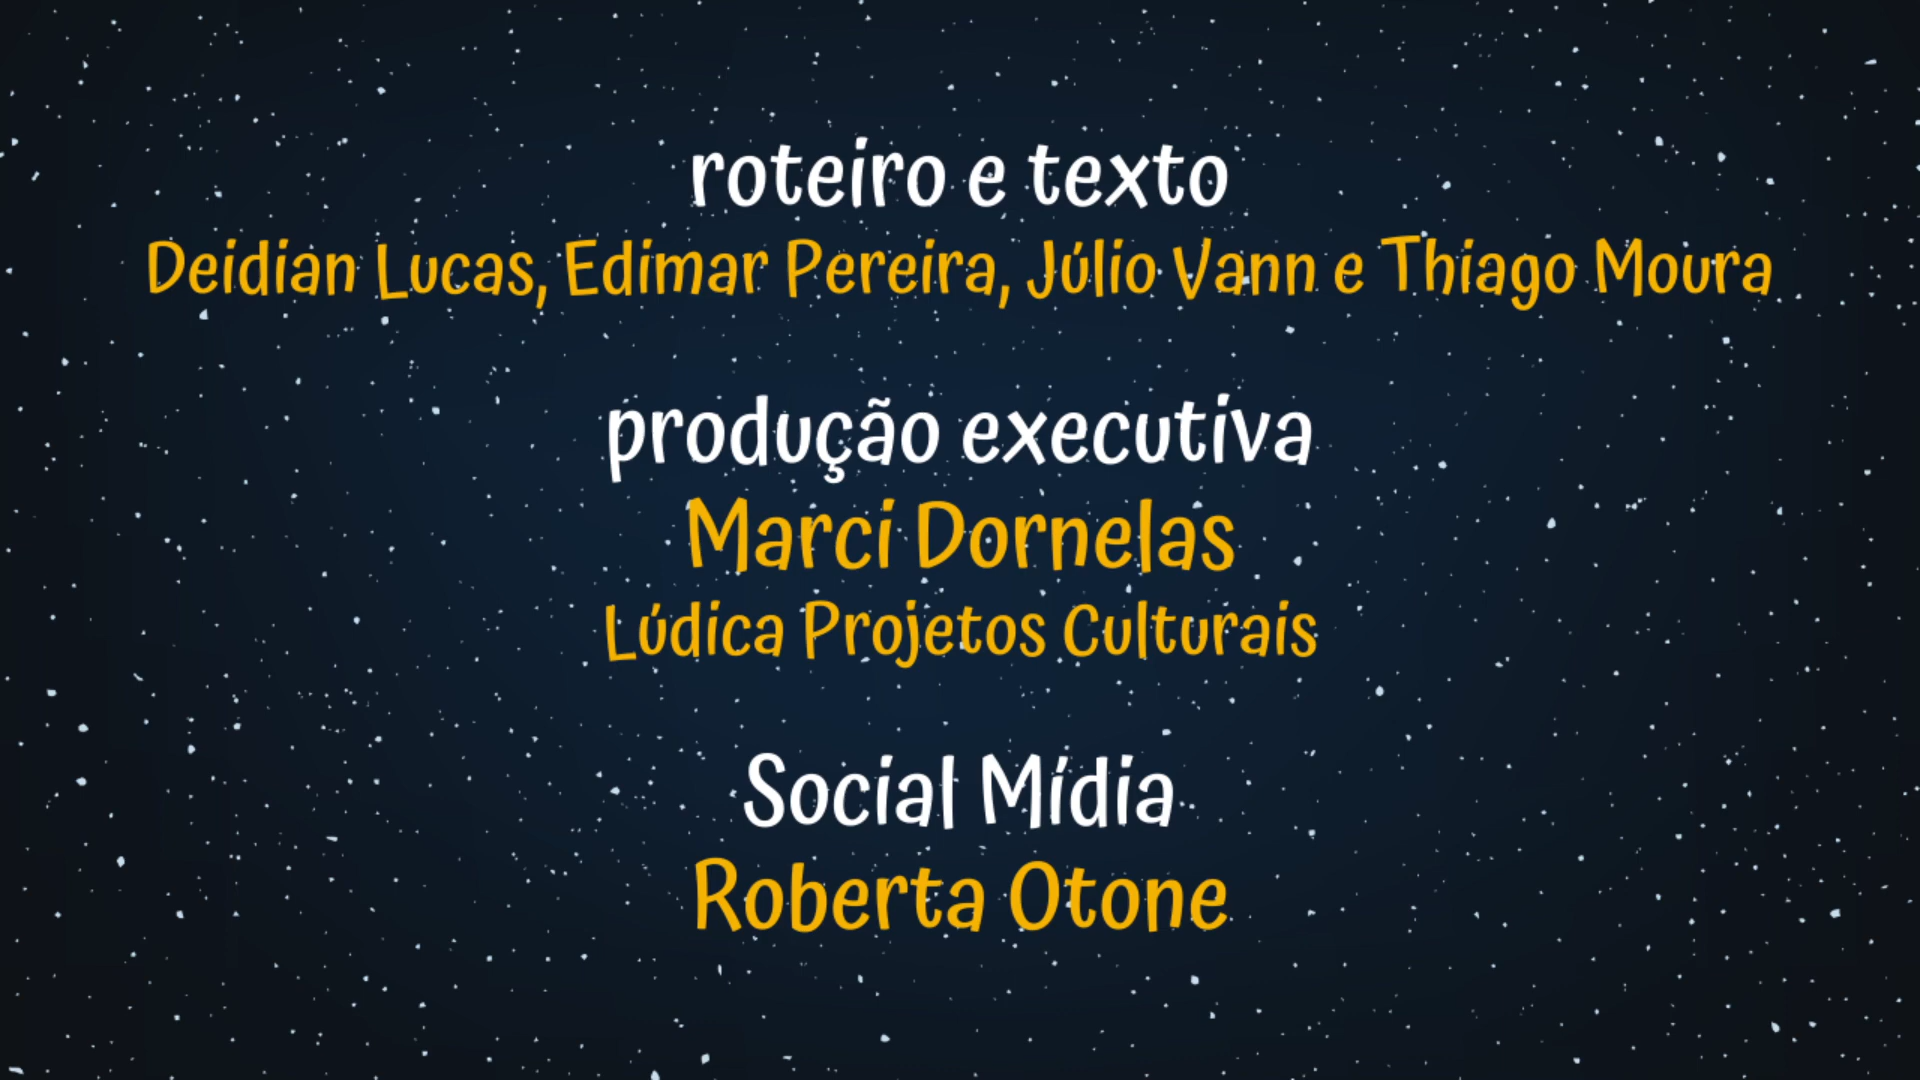 roteiro e texto
Deidian Lucas, Edimar Pereira, Júlio Vann e Thiago Moura
produção executiva
Marci Dornelas
Lúdica Projetos Culturais
Social Mídia
Roberta Otone